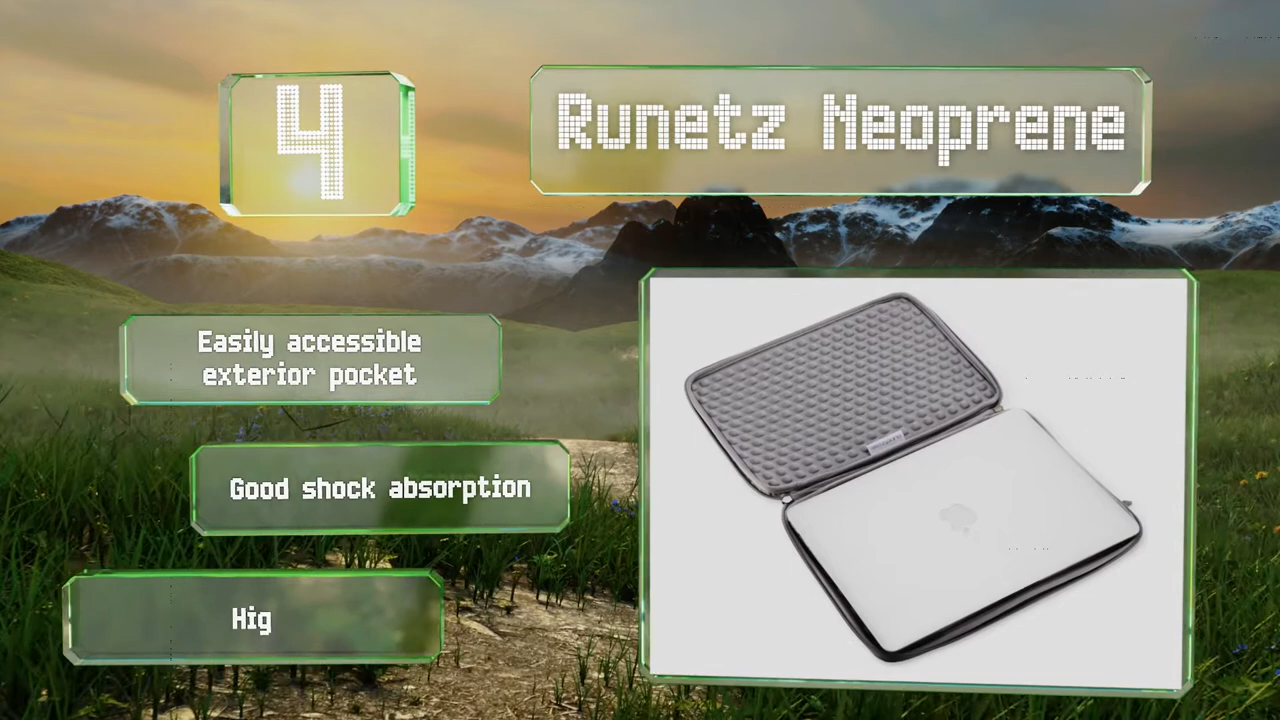 4
Runetz Neoprene
Easily accessible
exterior pocket
Good shock absorption
Hig